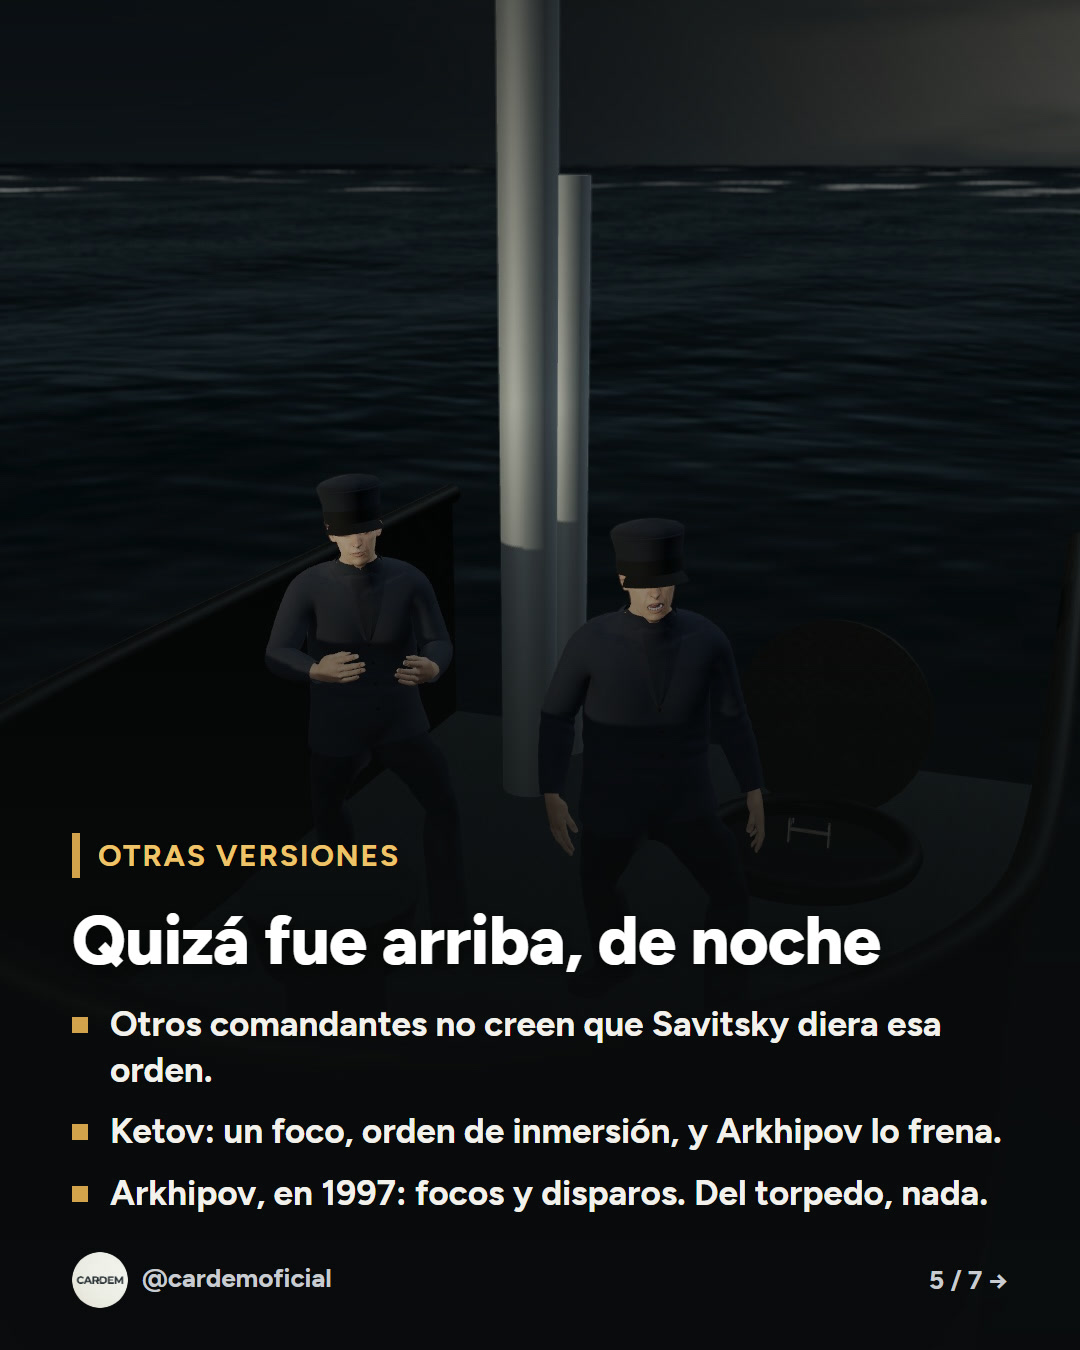 OTRAS VERSIONES
Quizá fue arriba, de noche
Otros comandantes no creen que Savitsky diera esa
orden.
Ketov: un foco, orden de inmersión, y Arkhipov lo frena.
Arkhipov, en 1997: focos y disparos. Del torpedo, nada.
CARDEM
@cardemoficial
5 / 7 →